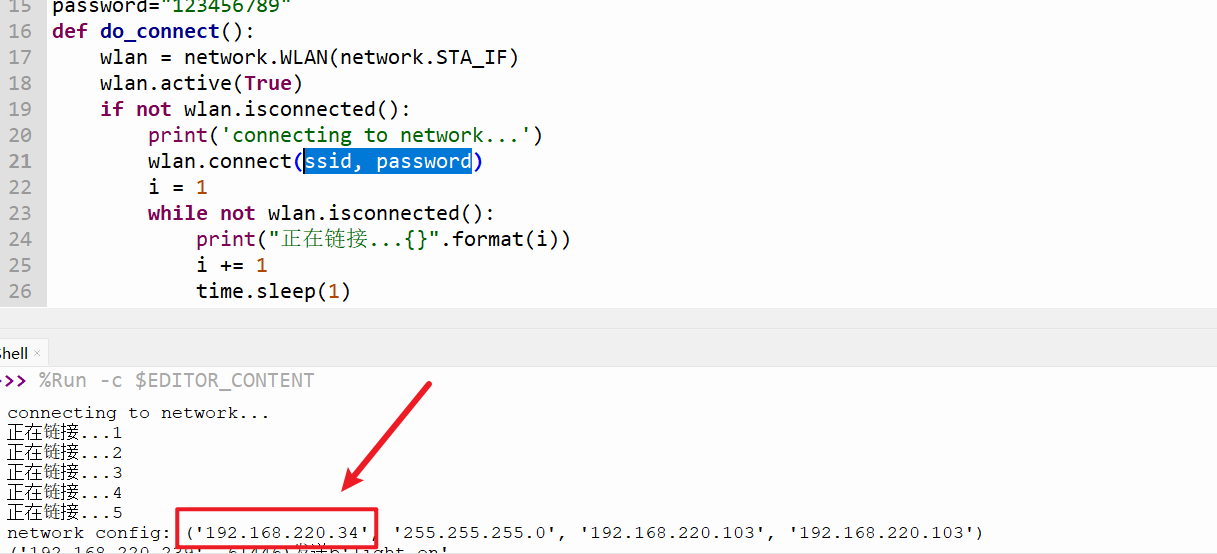 15 password="123456789"
16 def do_connect():
17 wlan = network.WLAN(network.STA_IF)
18 wlan.active(True)
19 if not wlan.isconnected():
20 print('connecting to network...')
21 wlan.connect(ssid, password)
22 i = 1
23 while not wlan.isconnected():
24 print("正在链接...{}".format(i))
25 i += 1
26 time.sleep(1)
Shell ×
>>> %Run -c $EDITOR_CONTENT
connecting to network...
正在链接...1
正在链接...2
正在链接...3
正在链接...4
正在链接...5
network config: ('192.168.220.34', '255.255.255.0', '192.168.220.103', '192.168.220.103')